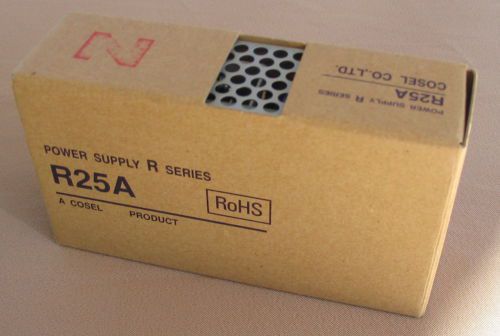 N
COSEL CO.,LTD.
R25A
POWER SUPPLY R SERIES
POWER SUPPLY R SERIES
R25A
A COSEL PRODUCT
RoHS